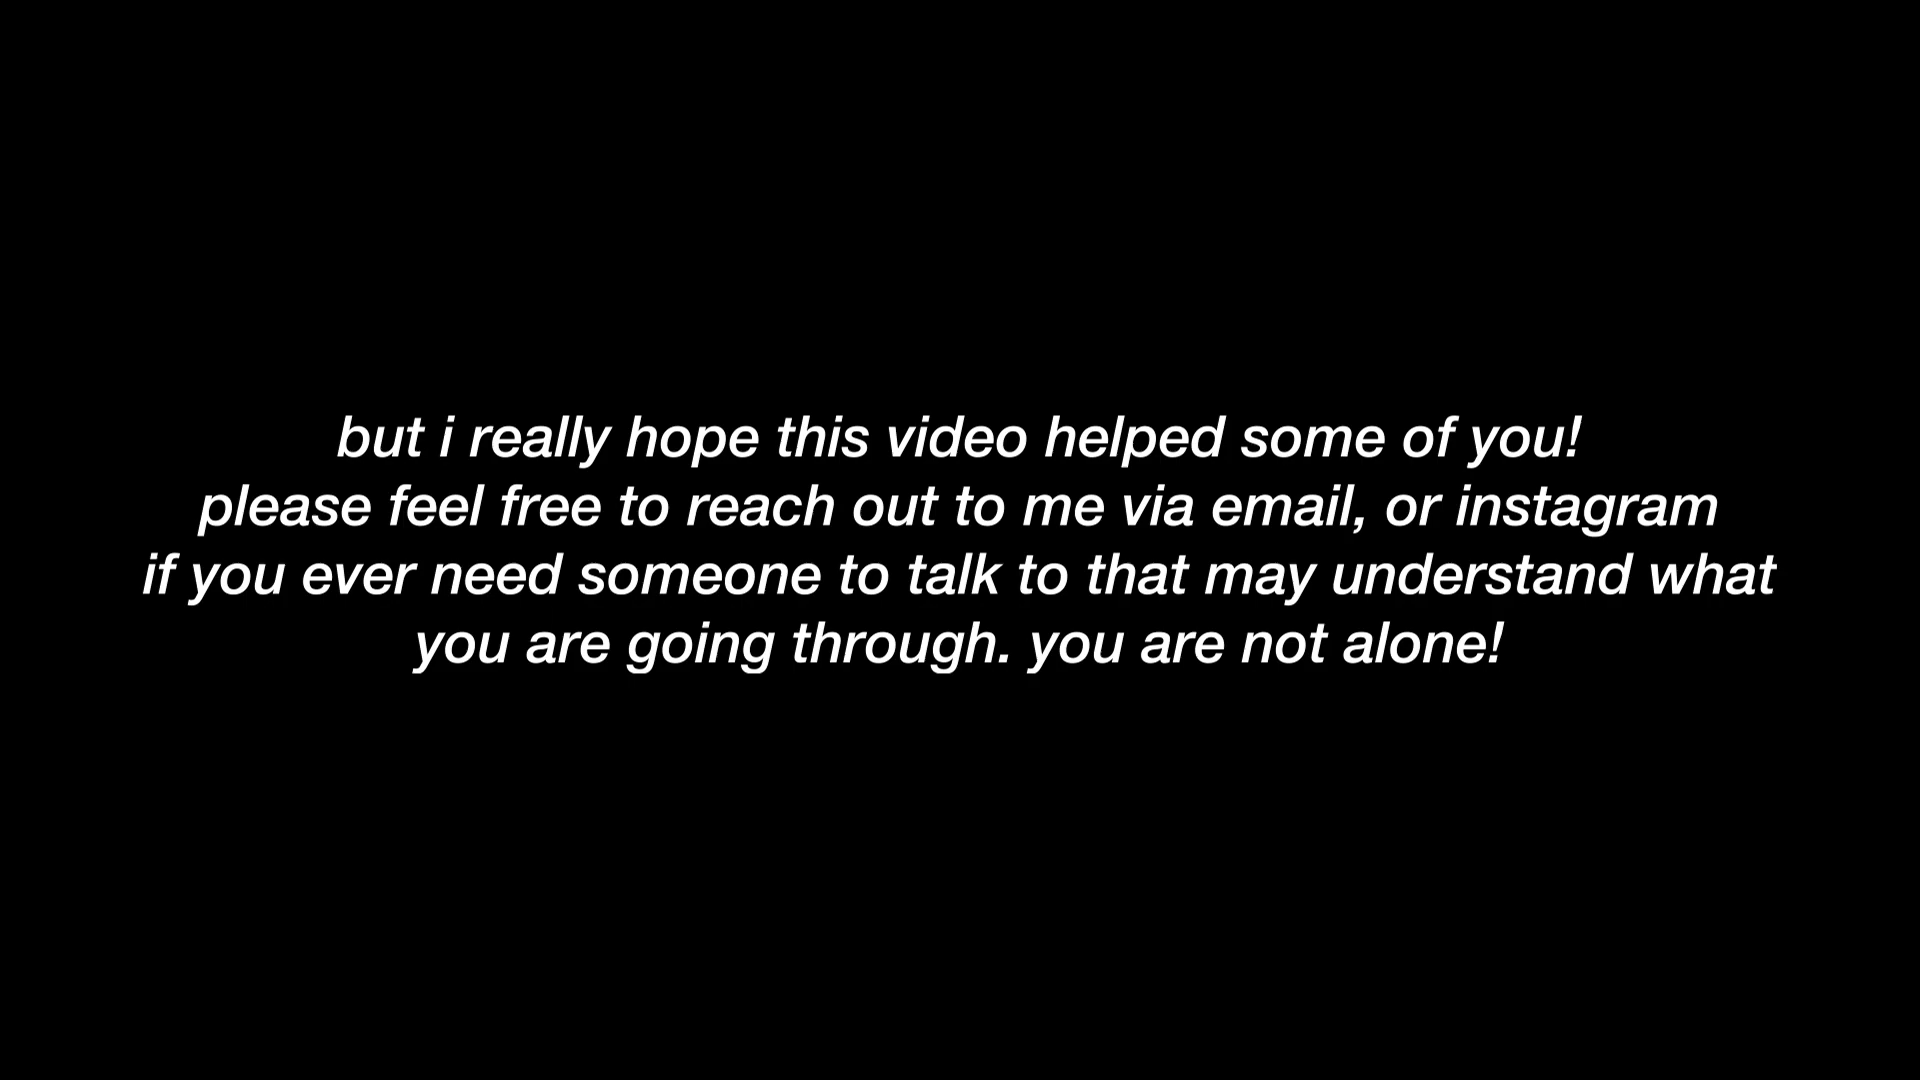 but i really hope this video helped some of you!
please feel free to reach out to me via email, or instagram
if you ever need someone to talk to that may understand what
you are going through. you are not alone!